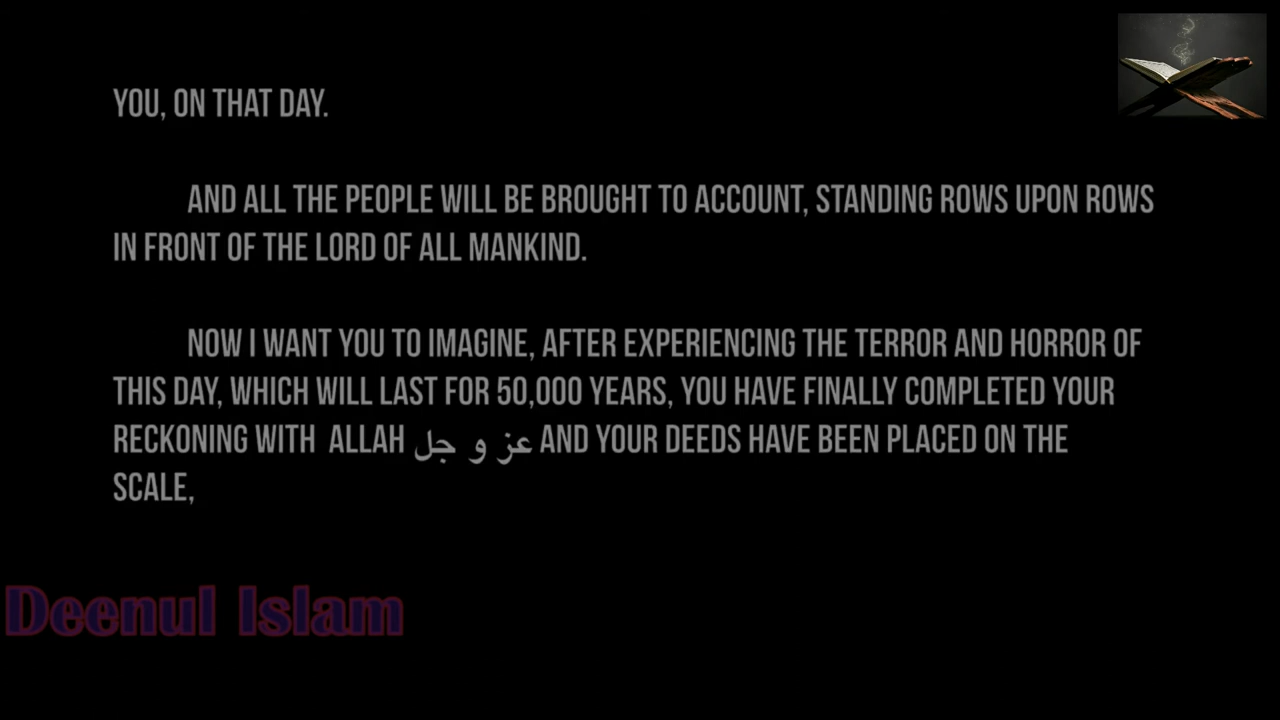 YOU, ON THAT DAY.
AND ALL THE PEOPLE WILL BE BROUGHT TO ACCOUNT, STANDING ROWS UPON ROWS
IN FRONT OF THE LORD OF ALL MANKIND.
NOW I WANT YOU TO IMAGINE, AFTER EXPERIENCING THE TERROR AND HORROR OF
THIS DAY, WHICH WILL LAST FOR 50,000 YEARS, YOU HAVE FINALLY COMPLETED YOUR
RECKONING WITH ALLAH عز و جل AND YOUR DEEDS HAVE BEEN PLACED ON THE
SCALE,
Deenul Islam